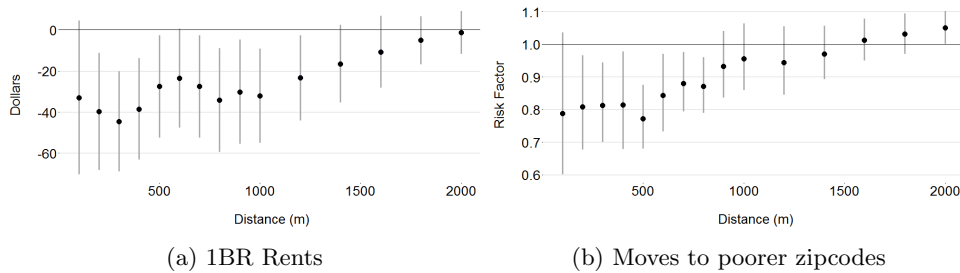 0
-20
-40
-60
Dollars
500 1000 1500 2000
Distance (m)
(a) 1BR Rents
1.1
1.0
0.9
0.8
0.7
0.6
Risk Factor
500 1000 1500 2000
Distance (m)
(b) Moves to poorer zipcodes